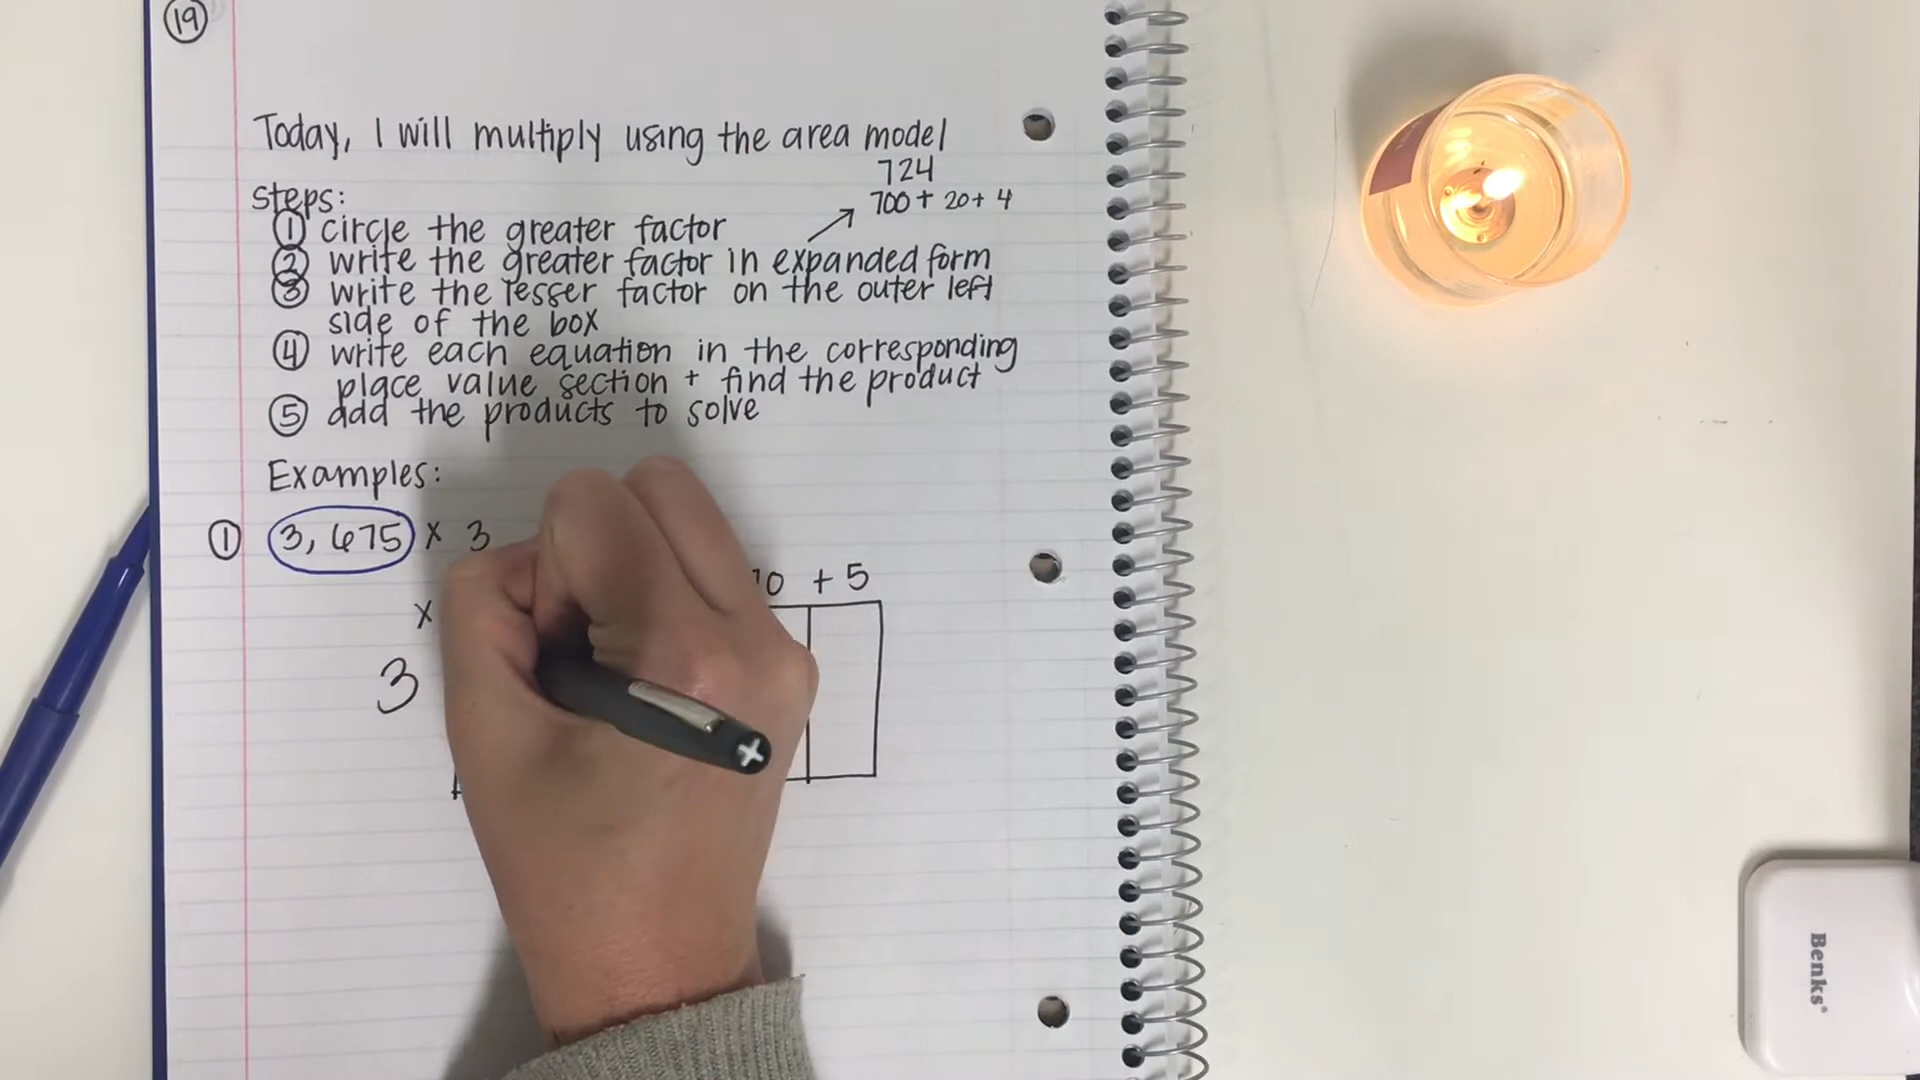 19
Today, I will multiply using the area model
724
700 + 20 + 4
steps:
① circle the greater factor
② write the greater factor in expanded form
③ write the lesser factor on the outer left
side of the box
④ write each equation in the corresponding
place value section + find the product
⑤ add the products to solve
Examples:
① 3,675 x 3
+ 5
x
3
Benks